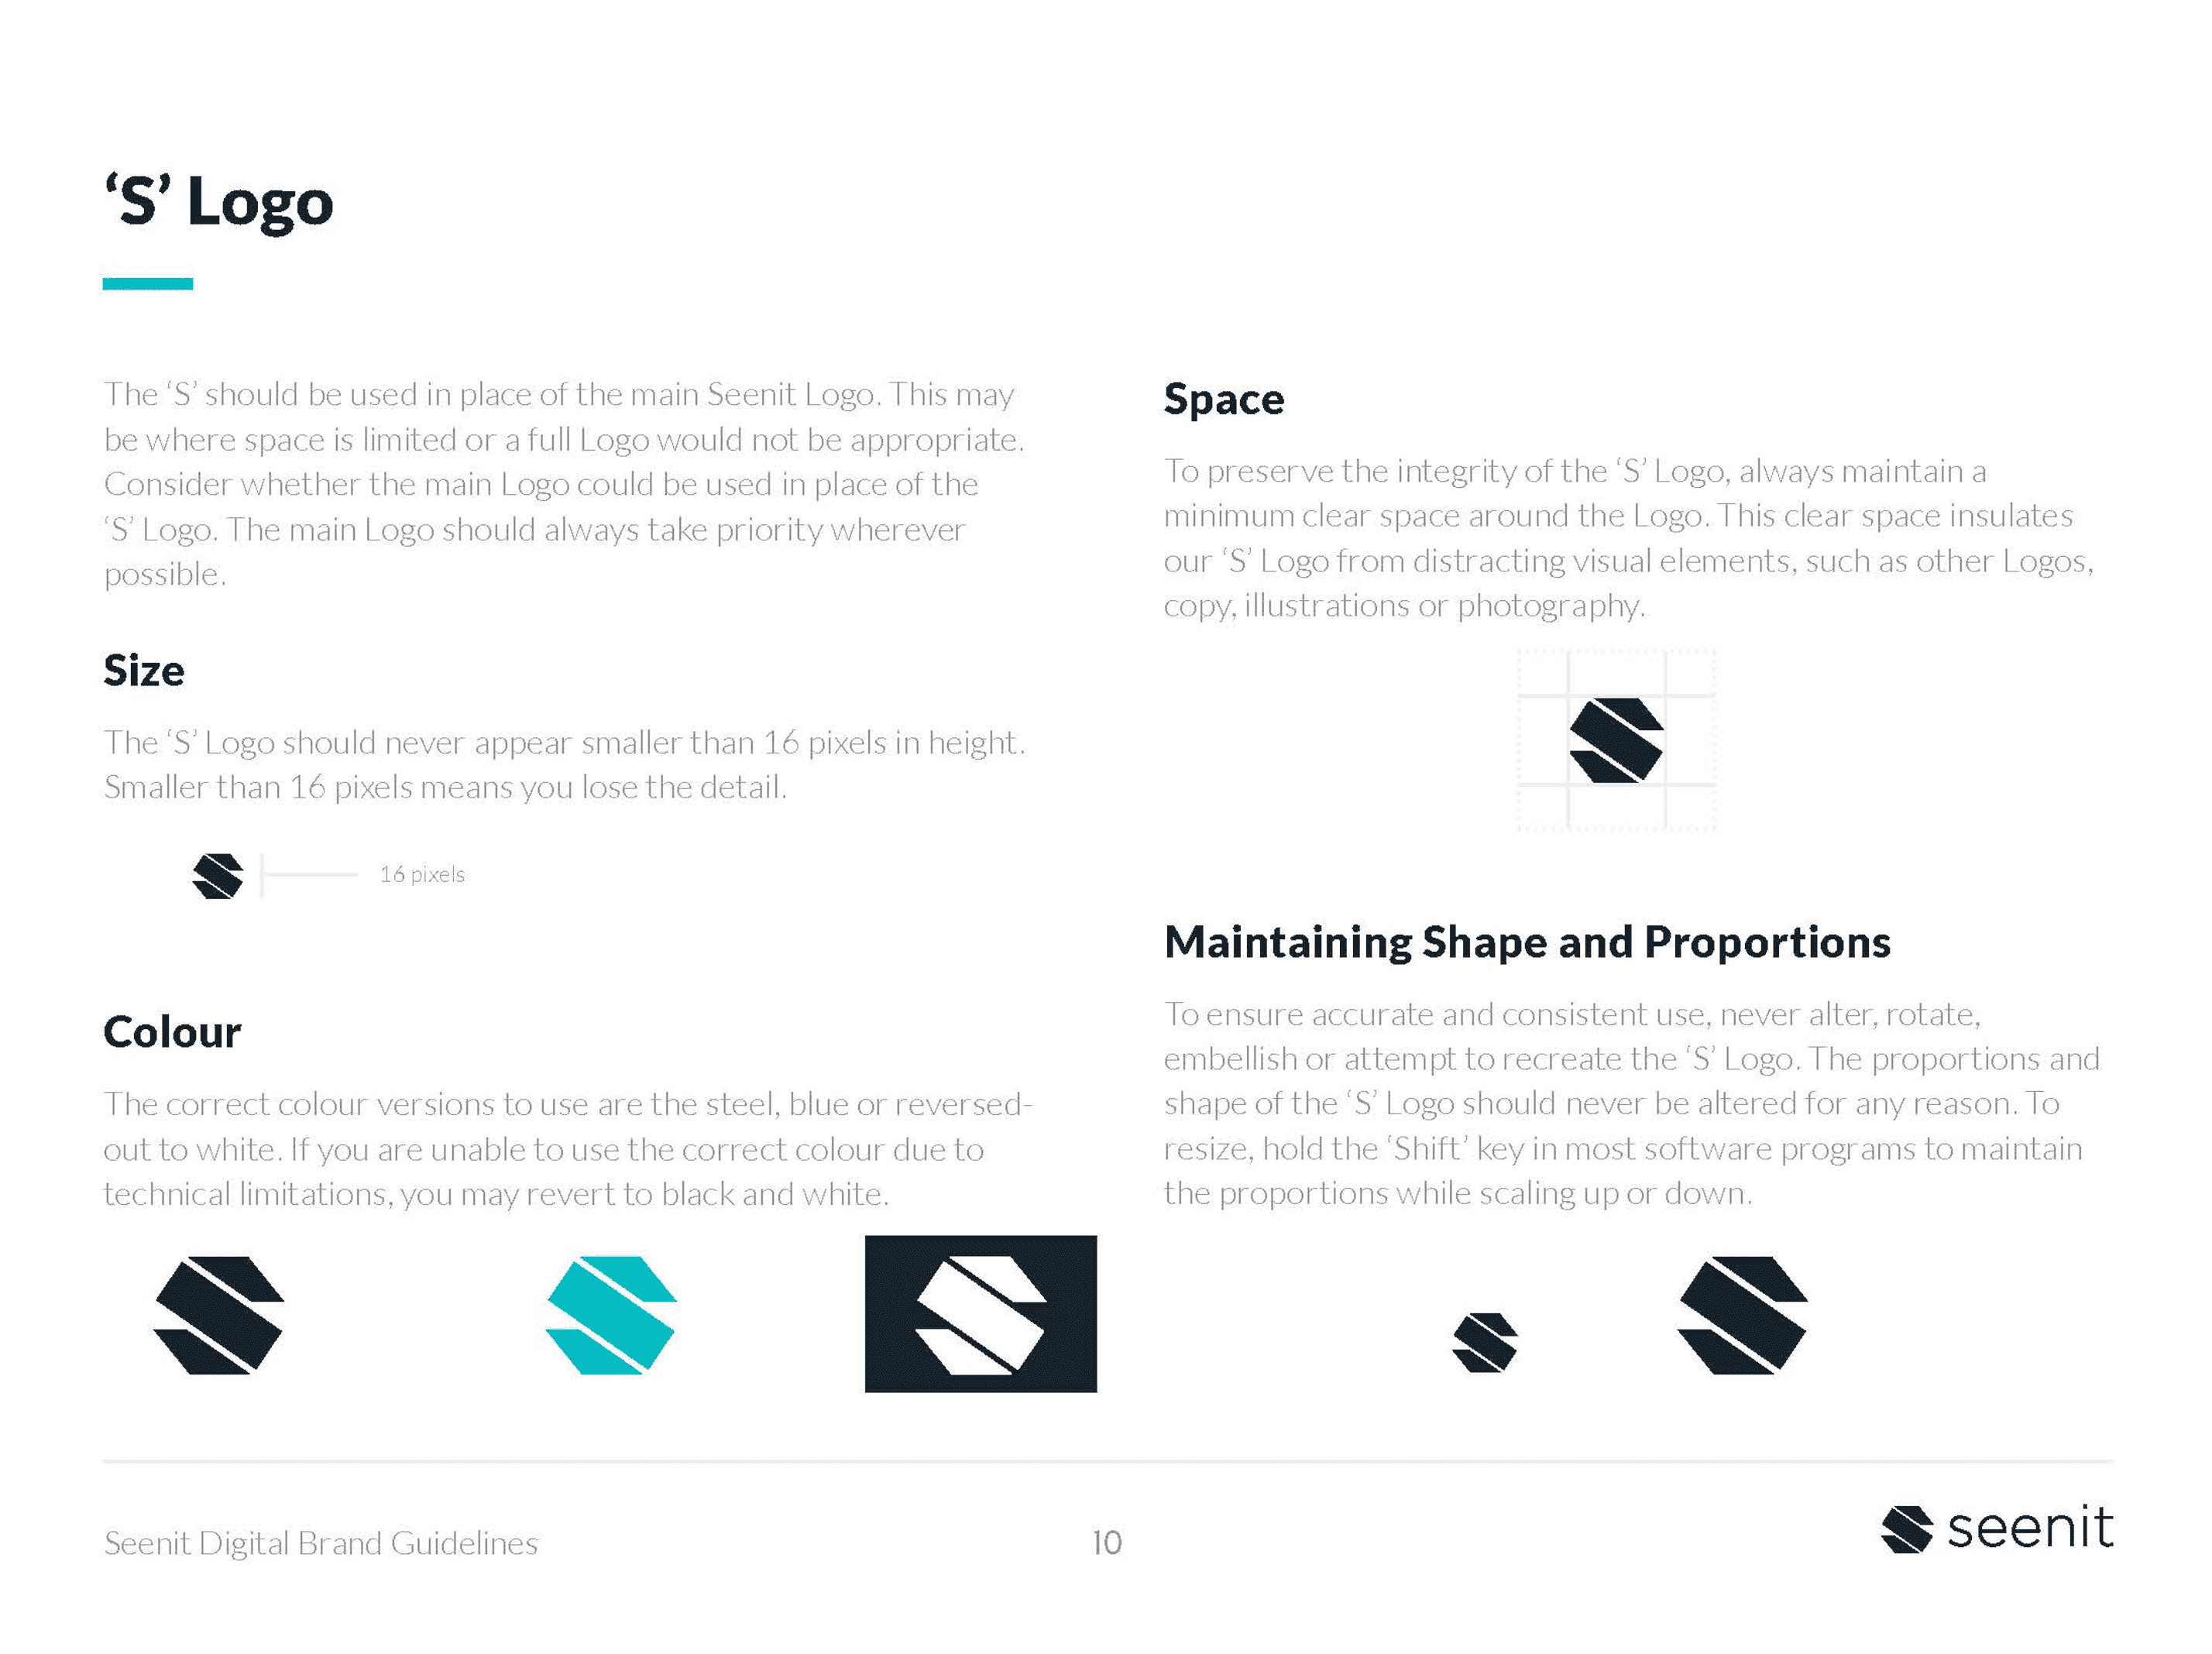 ‘S’ Logo
The ‘S’ should be used in place of the main Seenit Logo. This may
be where space is limited or a full Logo would not be appropriate.
Consider whether the main Logo could be used in place of the
‘S’ Logo. The main Logo should always take priority wherever
possible.
Size
The ‘S’ Logo should never appear smaller than 16 pixels in height.
Smaller than 16 pixels means you lose the detail.
16 pixels
Colour
The correct colour versions to use are the steel, blue or reversed-
out to white. If you are unable to use the correct colour due to
technical limitations, you may revert to black and white.
Space
To preserve the integrity of the ‘S’ Logo, always maintain a
minimum clear space around the Logo. This clear space insulates
our ‘S’ Logo from distracting visual elements, such as other Logos,
copy, illustrations or photography.
Maintaining Shape and Proportions
To ensure accurate and consistent use, never alter, rotate,
embellish or attempt to recreate the ‘S’ Logo. The proportions and
shape of the ‘S’ Logo should never be altered for any reason. To
resize, hold the ‘Shift’ key in most software programs to maintain
the proportions while scaling up or down.
Seenit Digital Brand Guidelines
10
seenit